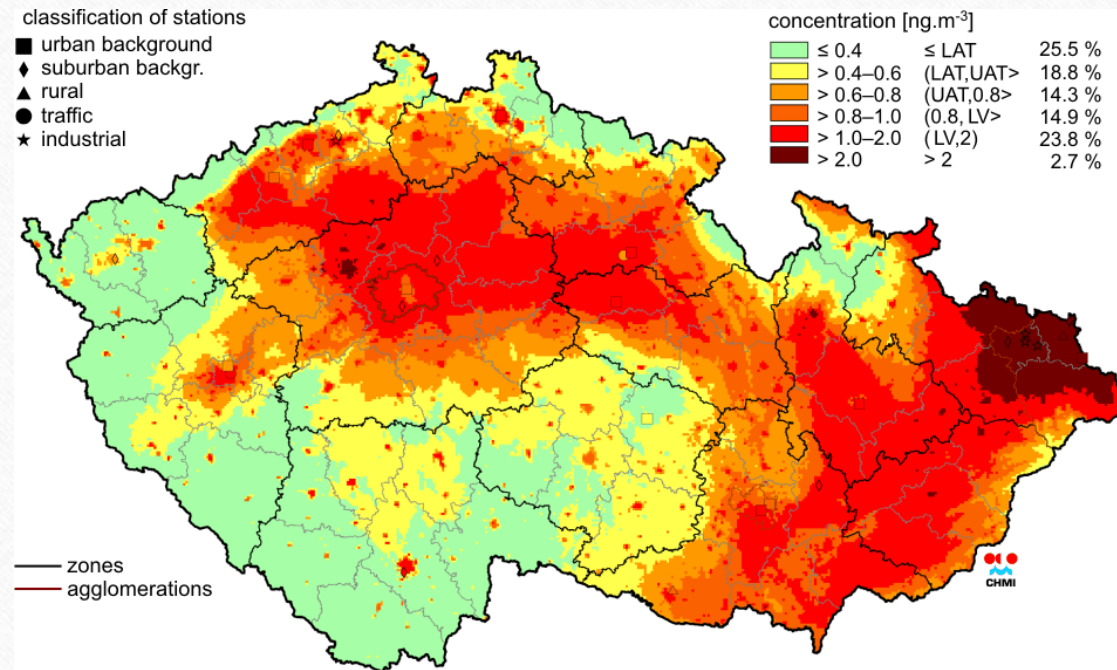 classification of stations
urban background
suburban backgr.
rural
traffic
industrial
concentration [ng.m-3]
≤ 0.4 ≤ LAT 25.5 %
> 0.4–0.6 (LAT,UAT> 18.8 %
> 0.6–0.8 (UAT,0.8> 14.3 %
> 0.8–1.0 (0.8, LV> 14.9 %
> 1.0–2.0 (LV,2) 23.8 %
> 2.0 > 2 2.7 %
zones
agglomerations
CHMI